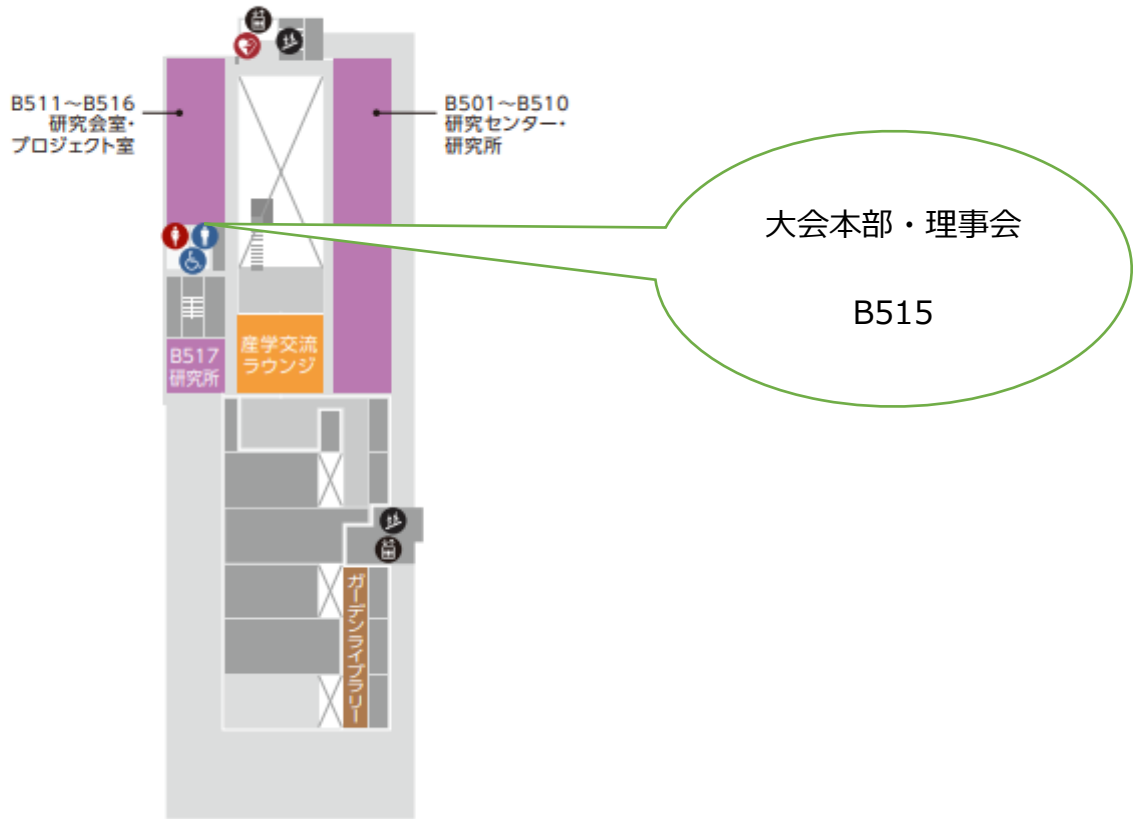 B511～B516
研究会室・
プロジェクト室
B501～B510
研究センター・
研究所
大会本部・理事会
B515
B517
研究所
産学交流
ラウンジ
ガーデンライブラリー